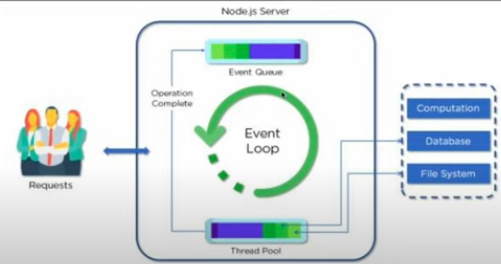 Node.js Server
Event Queue
Operation
Complete
Event
Loop
Thread Pool
Requests
Computation
Database
File System